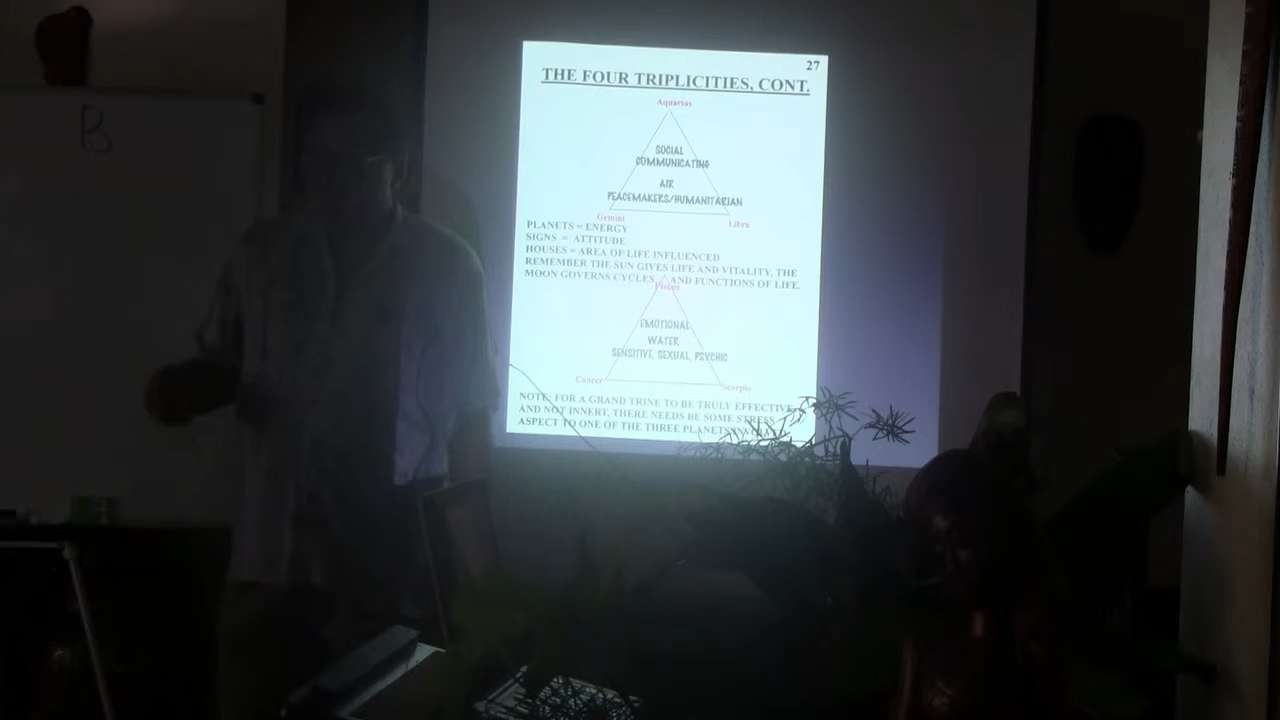 B
27
THE FOUR TRIPLICITIES, CONT.
Aquarius
SOCIAL
COMMUNICATING
AIR
PEACEMAKERS/HUMANITARIAN
Gemini
Libra
PLANETS = ENERGY
SIGNS = ATTITUDE
HOUSES = AREA OF LIFE INFLUENCED
REMEMBER THE SUN GIVES LIFE AND VITALITY, THE
MOON GOVERNS CYCLES AND FUNCTIONS OF LIFE.
Pisces
EMOTIONAL
WATER
SENSITIVE, SEXUAL, PSYCHIC
Cancer
Scorpio
NOTE: FOR A GRAND TRINE TO BE TRULY EFFECTIVE
AND NOT INNERT, THERE NEEDS BE SOME STRESS
ASPECT TO ONE OF THE THREE PLANETS